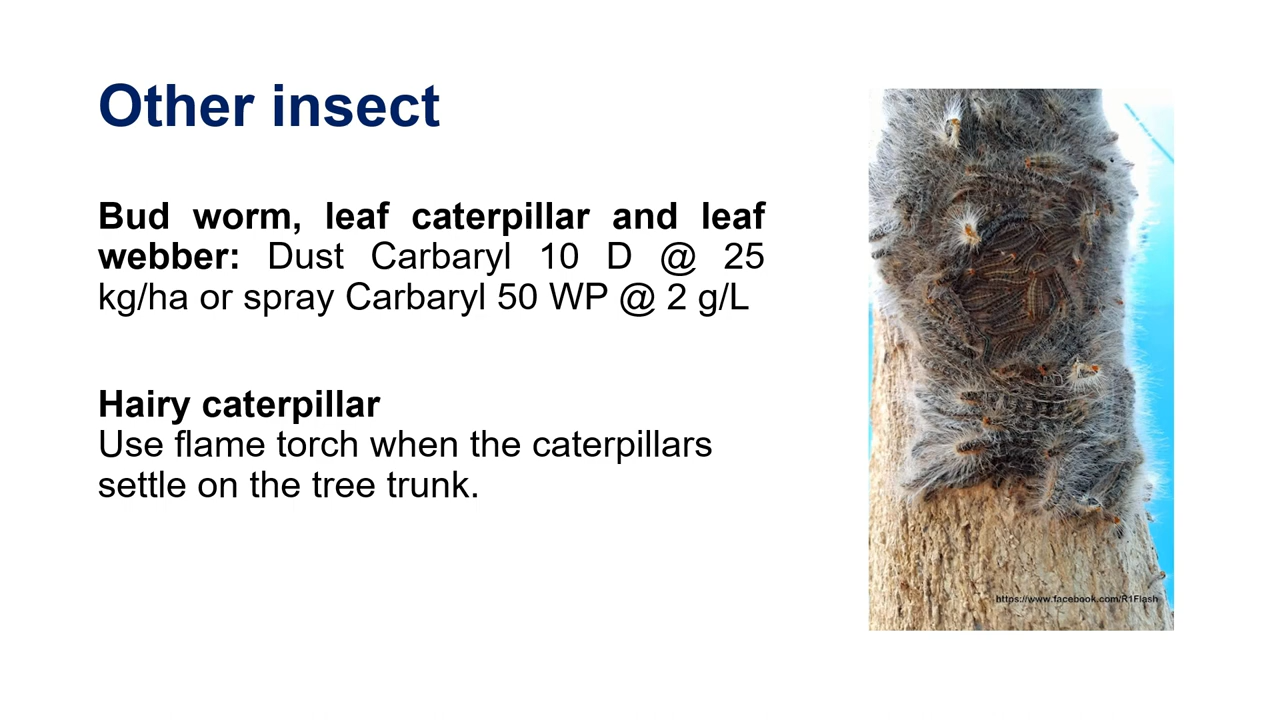 Other insect
Bud worm, leaf caterpillar and leaf
webber: Dust Carbaryl 10 D @ 25
kg/ha or spray Carbaryl 50 WP @ 2 g/L
Hairy caterpillar
Use flame torch when the caterpillars
settle on the tree trunk.
https://www.facebook.com/R1Flash